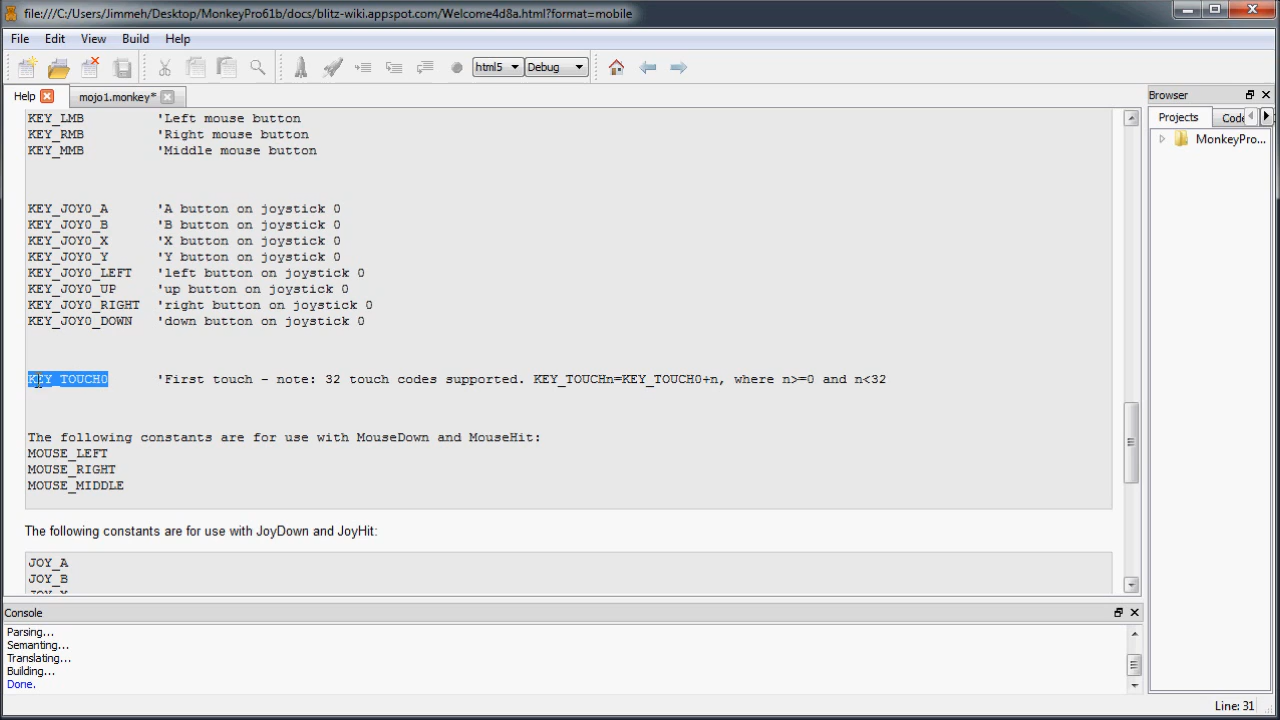 file:///C:/Users/Jimmeh/Desktop/MonkeyPro61b/docs/blitz-wiki.appspot.com/Welcome4d8a.html?format=mobile
File Edit View Build Help
html5 Debug
Help mojo1.monkey*
Browser
Projects Code
MonkeyPro...
KEY_LMB 'Left mouse button
KEY_RMB 'Right mouse button
KEY_MMB 'Middle mouse button
KEY_JOY0_A 'A button on joystick 0
KEY_JOY0_B 'B button on joystick 0
KEY_JOY0_X 'X button on joystick 0
KEY_JOY0_Y 'Y button on joystick 0
KEY_JOY0_LEFT 'left button on joystick 0
KEY_JOY0_UP 'up button on joystick 0
KEY_JOY0_RIGHT 'right button on joystick 0
KEY_JOY0_DOWN 'down button on joystick 0
KEY_TOUCH0 'First touch - note: 32 touch codes supported. KEY_TOUCHn=KEY_TOUCH0+n, where n>=0 and n<32
The following constants are for use with MouseDown and MouseHit:
MOUSE_LEFT
MOUSE_RIGHT
MOUSE_MIDDLE
The following constants are for use with JoyDown and JoyHit:
JOY_A
JOY_B
Console
Parsing...
Semanting...
Translating...
Building...
Done.
Line: 31